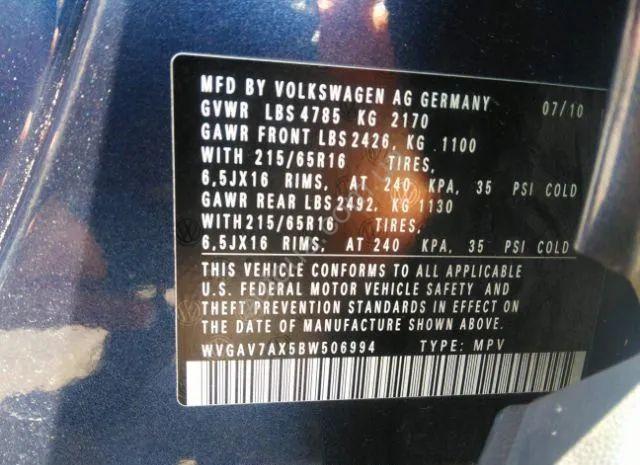 MFD BY VOLKSWAGEN AG GERMANY 07/10
GVWR LBS 4785 KG 2170
GAWR FRONT LBS 2426, KG 1100
WITH 215/65R16 TIRES,
6,5JX16 RIMS, AT 240 KPA, 35 PSI COLD
GAWR REAR LBS 2492, KG 1130
WITH 215/65R16 TIRES,
6,5JX16 RIMS, AT 240 KPA, 35 PSI COLD
THIS VEHICLE CONFORMS TO ALL APPLICABLE
U.S. FEDERAL MOTOR VEHICLE SAFETY AND
THEFT PREVENTION STANDARDS IN EFFECT ON
THE DATE OF MANUFACTURE SHOWN ABOVE.
WVGAV7AX5BW506994 TYPE: MPV